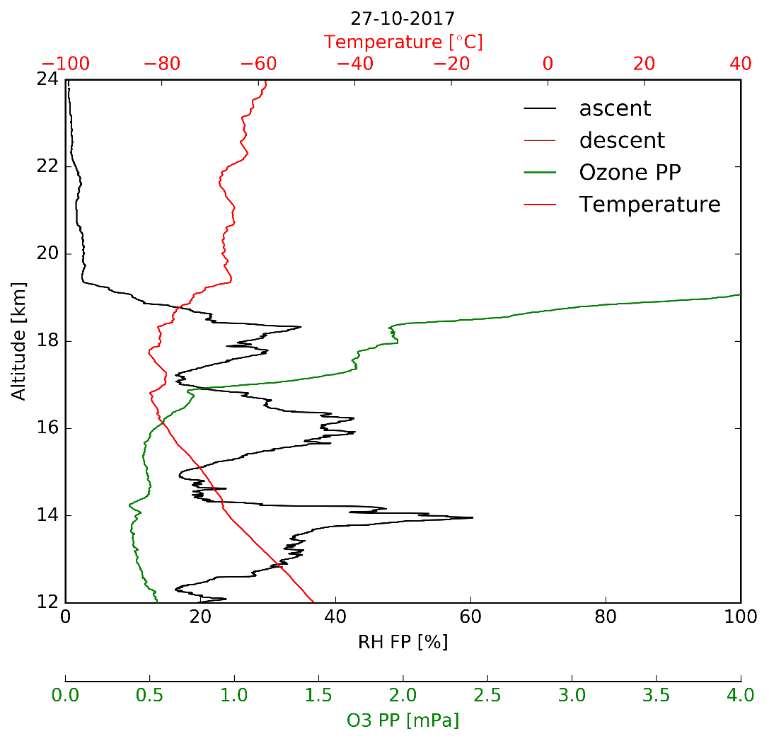 27-10-2017
Temperature [°C]
−100 −80 −60 −40 −20 0 20 40
24
22
20
18
16
14
12
Altitude [km]
ascent
descent
Ozone PP
Temperature
0 20 40 60 80 100
RH FP [%]
0.0 0.5 1.0 1.5 2.0 2.5 3.0 3.5 4.0
O3 PP [mPa]